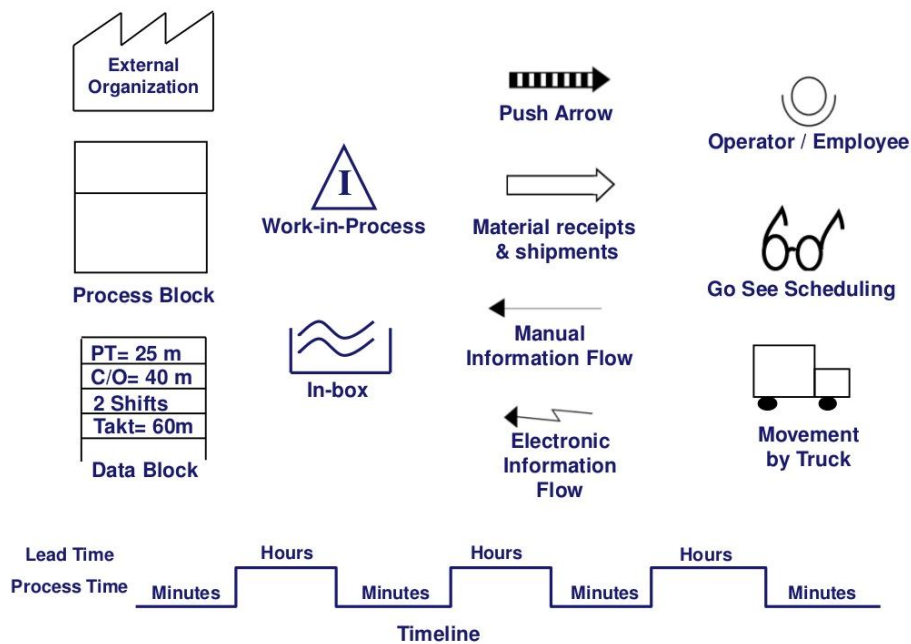 External
Organization
Process Block
PT= 25 m
C/O= 40 m
2 Shifts
Takt= 60m
Data Block
I
Work-in-Process
In-box
Push Arrow
Material receipts
& shipments
Manual
Information Flow
Electronic
Information
Flow
Operator / Employee
Go See Scheduling
Movement
by Truck
Lead Time
Hours
Hours
Hours
Process Time
Minutes
Minutes
Minutes
Minutes
Timeline